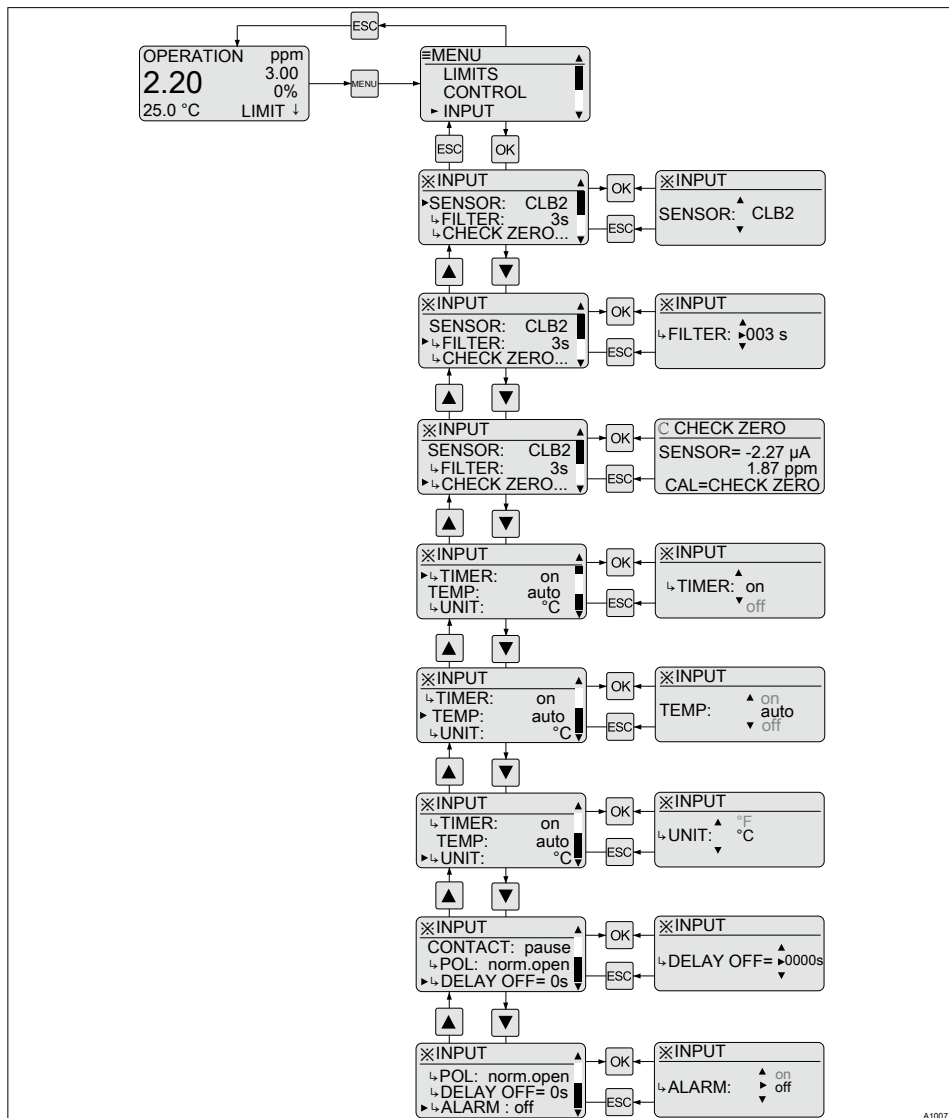 ESC
OPERATION ppm
2.20 3.00
0%
25.0 °C LIMIT ↓
MENU
≡MENU
LIMITS
CONTROL
► INPUT
ESC
OK
※INPUT
►SENSOR: CLB2
↳FILTER: 3s
↳CHECK ZERO...
OK
ESC
※INPUT
SENSOR: CLB2
※INPUT
SENSOR: CLB2
►↳FILTER: 3s
↳CHECK ZERO...
OK
ESC
※INPUT
↳FILTER: ►003 s
※INPUT
SENSOR: CLB2
↳FILTER: 3s
►↳CHECK ZERO...
OK
ESC
ℂ CHECK ZERO
SENSOR= -2.27 µA
1.87 ppm
CAL=CHECK ZERO
※INPUT
►↳TIMER: on
TEMP: auto
↳UNIT: °C
OK
ESC
※INPUT
↳TIMER: on
off
※INPUT
↳TIMER: on
► TEMP: auto
↳UNIT: °C
OK
ESC
※INPUT
on
TEMP: auto
off
※INPUT
↳TIMER: on
TEMP: auto
►↳UNIT: °C
OK
ESC
※INPUT
°F
↳UNIT: °C
※INPUT
CONTACT: pause
↳POL: norm.open
►↳DELAY OFF= 0s
OK
ESC
※INPUT
↳DELAY OFF= ►0000s
※INPUT
↳POL: norm.open
↳DELAY OFF= 0s
►↳ALARM : off
OK
ESC
※INPUT
on
↳ALARM: ► off
A1007